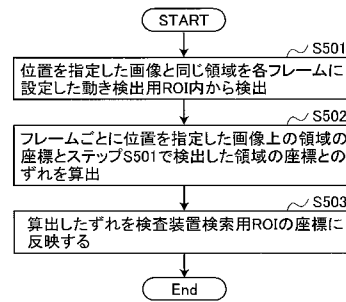 START
S501
位置を指定した画像と同じ領域を各フレームに
設定した動き検出用ROI内から検出
S502
フレームごとに位置を指定した画像上の領域の
座標とステップS501で検出した領域の座標との
ずれを算出
S503
算出したずれを検査装置検索用ROIの座標に
反映する
End